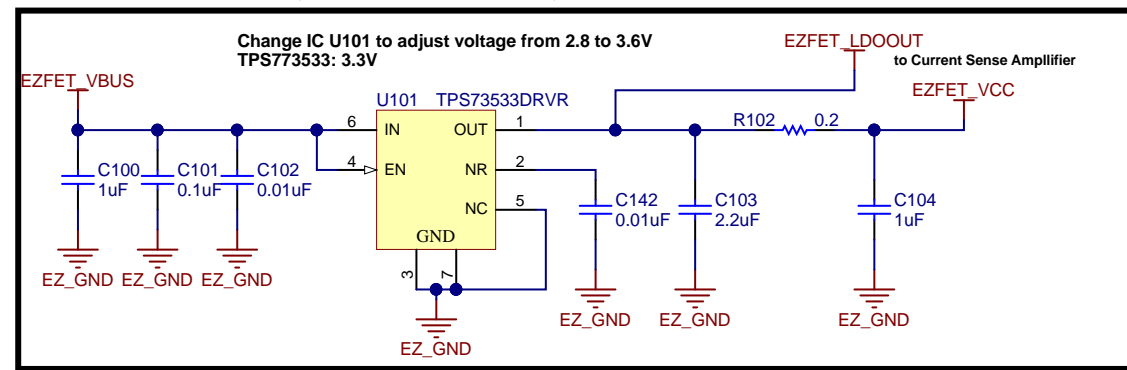 Change IC U101 to adjust voltage from 2.8 to 3.6V
TPS773533: 3.3V
EZFET_LDOOUT
to Current Sense Ampllifier
EZFET_VBUS
EZFET_VCC
U101 TPS73533DRVR
R102 0.2
6 IN OUT 1
4 EN NR 2
NC 5
GND
3 7
C100
1uF
C101
0.1uF
C102
0.01uF
C142
0.01uF
C103
2.2uF
C104
1uF
EZ_GND EZ_GND EZ_GND
EZ_GND
EZ_GND EZ_GND EZ_GND